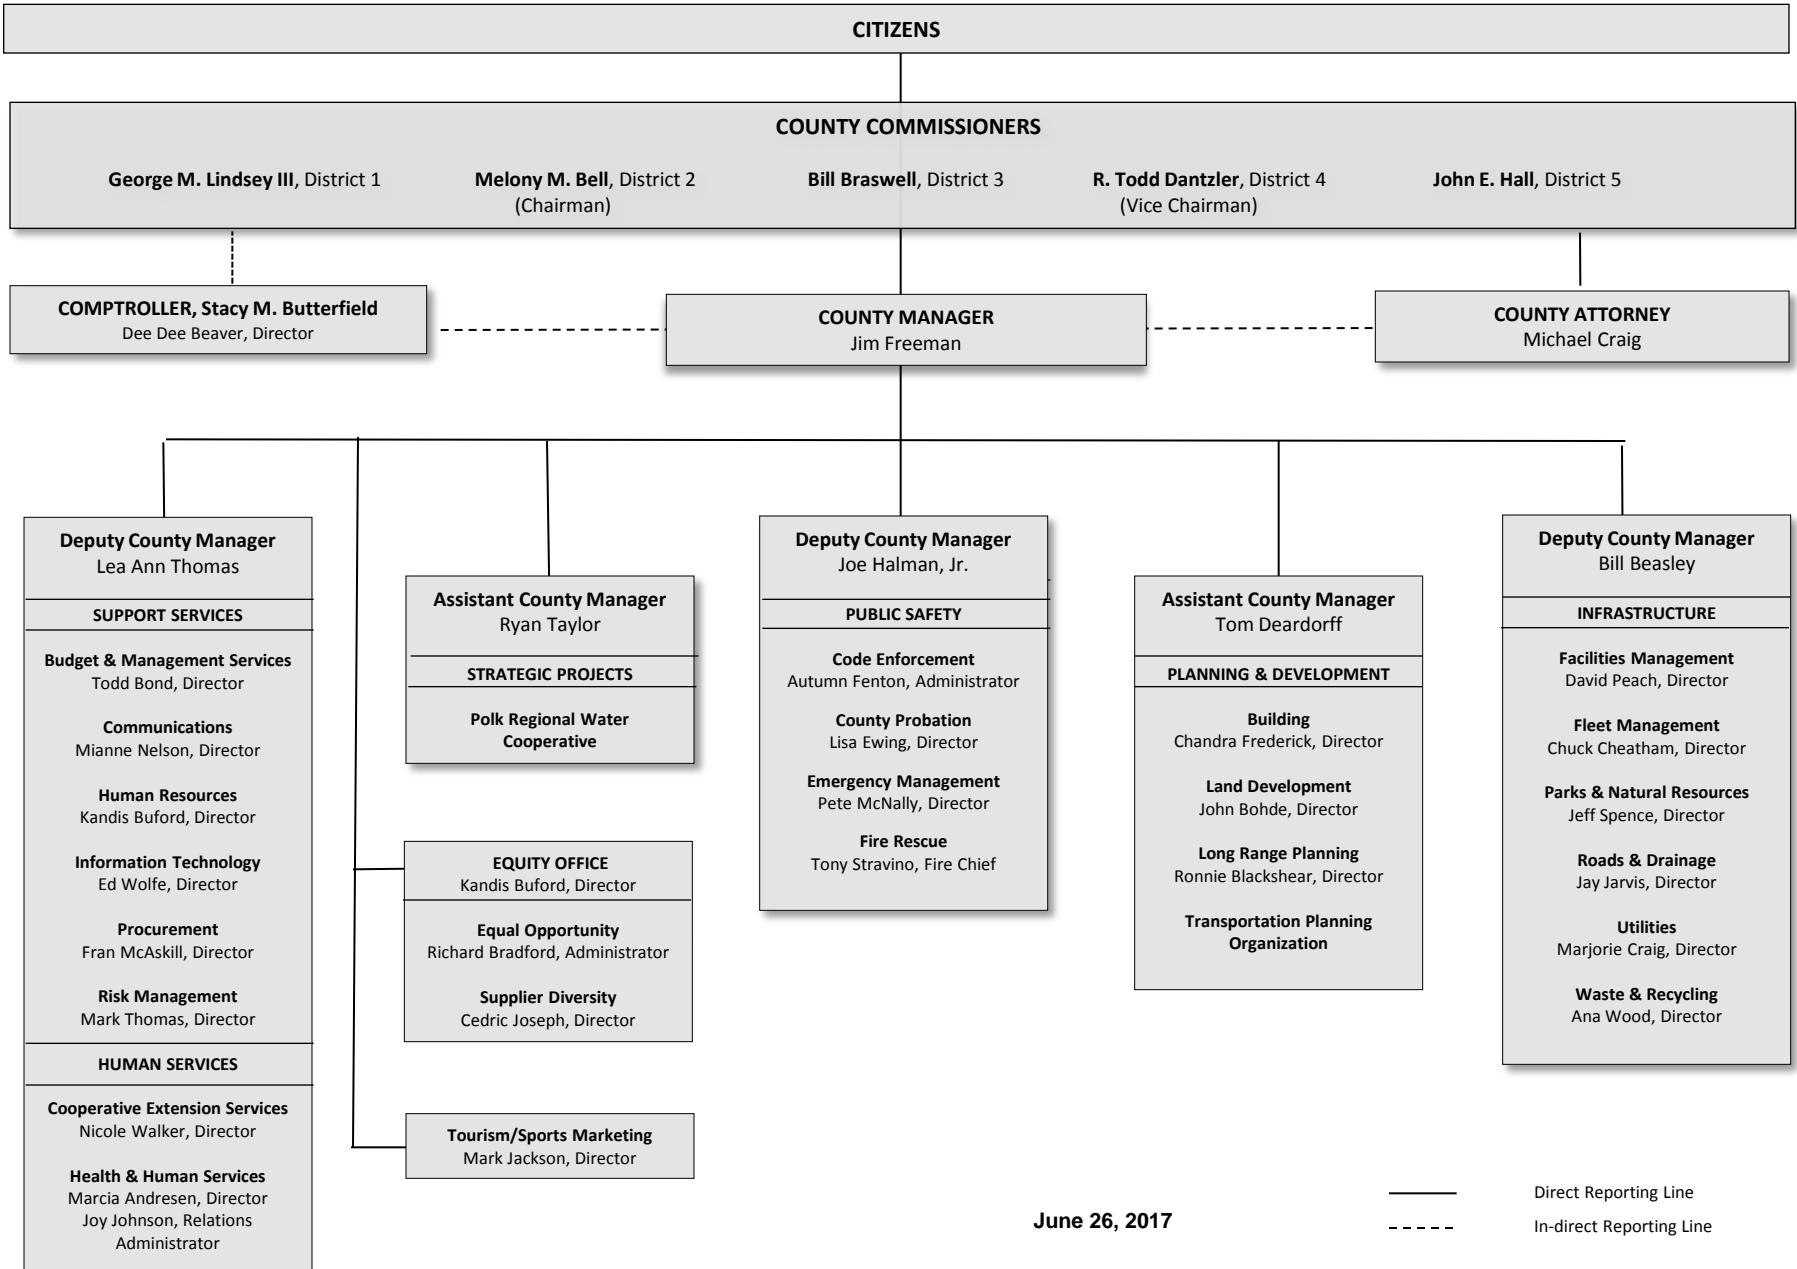 CITIZENS
COUNTY COMMISSIONERS
George M. Lindsey III, District 1
Melony M. Bell, District 2
(Chairman)
Bill Braswell, District 3
R. Todd Dantzler, District 4
(Vice Chairman)
John E. Hall, District 5
COMPTROLLER, Stacy M. Butterfield
Dee Dee Beaver, Director
COUNTY MANAGER
Jim Freeman
COUNTY ATTORNEY
Michael Craig
Deputy County Manager
Lea Ann Thomas
SUPPORT SERVICES
Budget & Management Services
Todd Bond, Director
Communications
Mianne Nelson, Director
Human Resources
Kandis Buford, Director
Information Technology
Ed Wolfe, Director
Procurement
Fran McAskill, Director
Risk Management
Mark Thomas, Director
HUMAN SERVICES
Cooperative Extension Services
Nicole Walker, Director
Health & Human Services
Marcia Andresen, Director
Joy Johnson, Relations
Administrator
Assistant County Manager
Ryan Taylor
STRATEGIC PROJECTS
Polk Regional Water
Cooperative
EQUITY OFFICE
Kandis Buford, Director
Equal Opportunity
Richard Bradford, Administrator
Supplier Diversity
Cedric Joseph, Director
Tourism/Sports Marketing
Mark Jackson, Director
Deputy County Manager
Joe Halman, Jr.
PUBLIC SAFETY
Code Enforcement
Autumn Fenton, Administrator
County Probation
Lisa Ewing, Director
Emergency Management
Pete McNally, Director
Fire Rescue
Tony Stravino, Fire Chief
Assistant County Manager
Tom Deardorff
PLANNING & DEVELOPMENT
Building
Chandra Frederick, Director
Land Development
John Bohde, Director
Long Range Planning
Ronnie Blackshear, Director
Transportation Planning
Organization
Deputy County Manager
Bill Beasley
INFRASTRUCTURE
Facilities Management
David Peach, Director
Fleet Management
Chuck Cheatham, Director
Parks & Natural Resources
Jeff Spence, Director
Roads & Drainage
Jay Jarvis, Director
Utilities
Marjorie Craig, Director
Waste & Recycling
Ana Wood, Director
June 26, 2017
Direct Reporting Line
In-direct Reporting Line